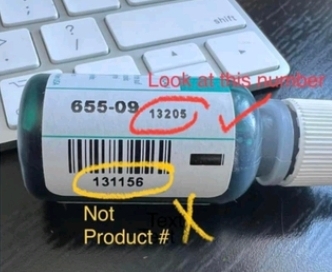 shift
?
/
Look at this number
655-09 13205
131156
Not
Product #
X